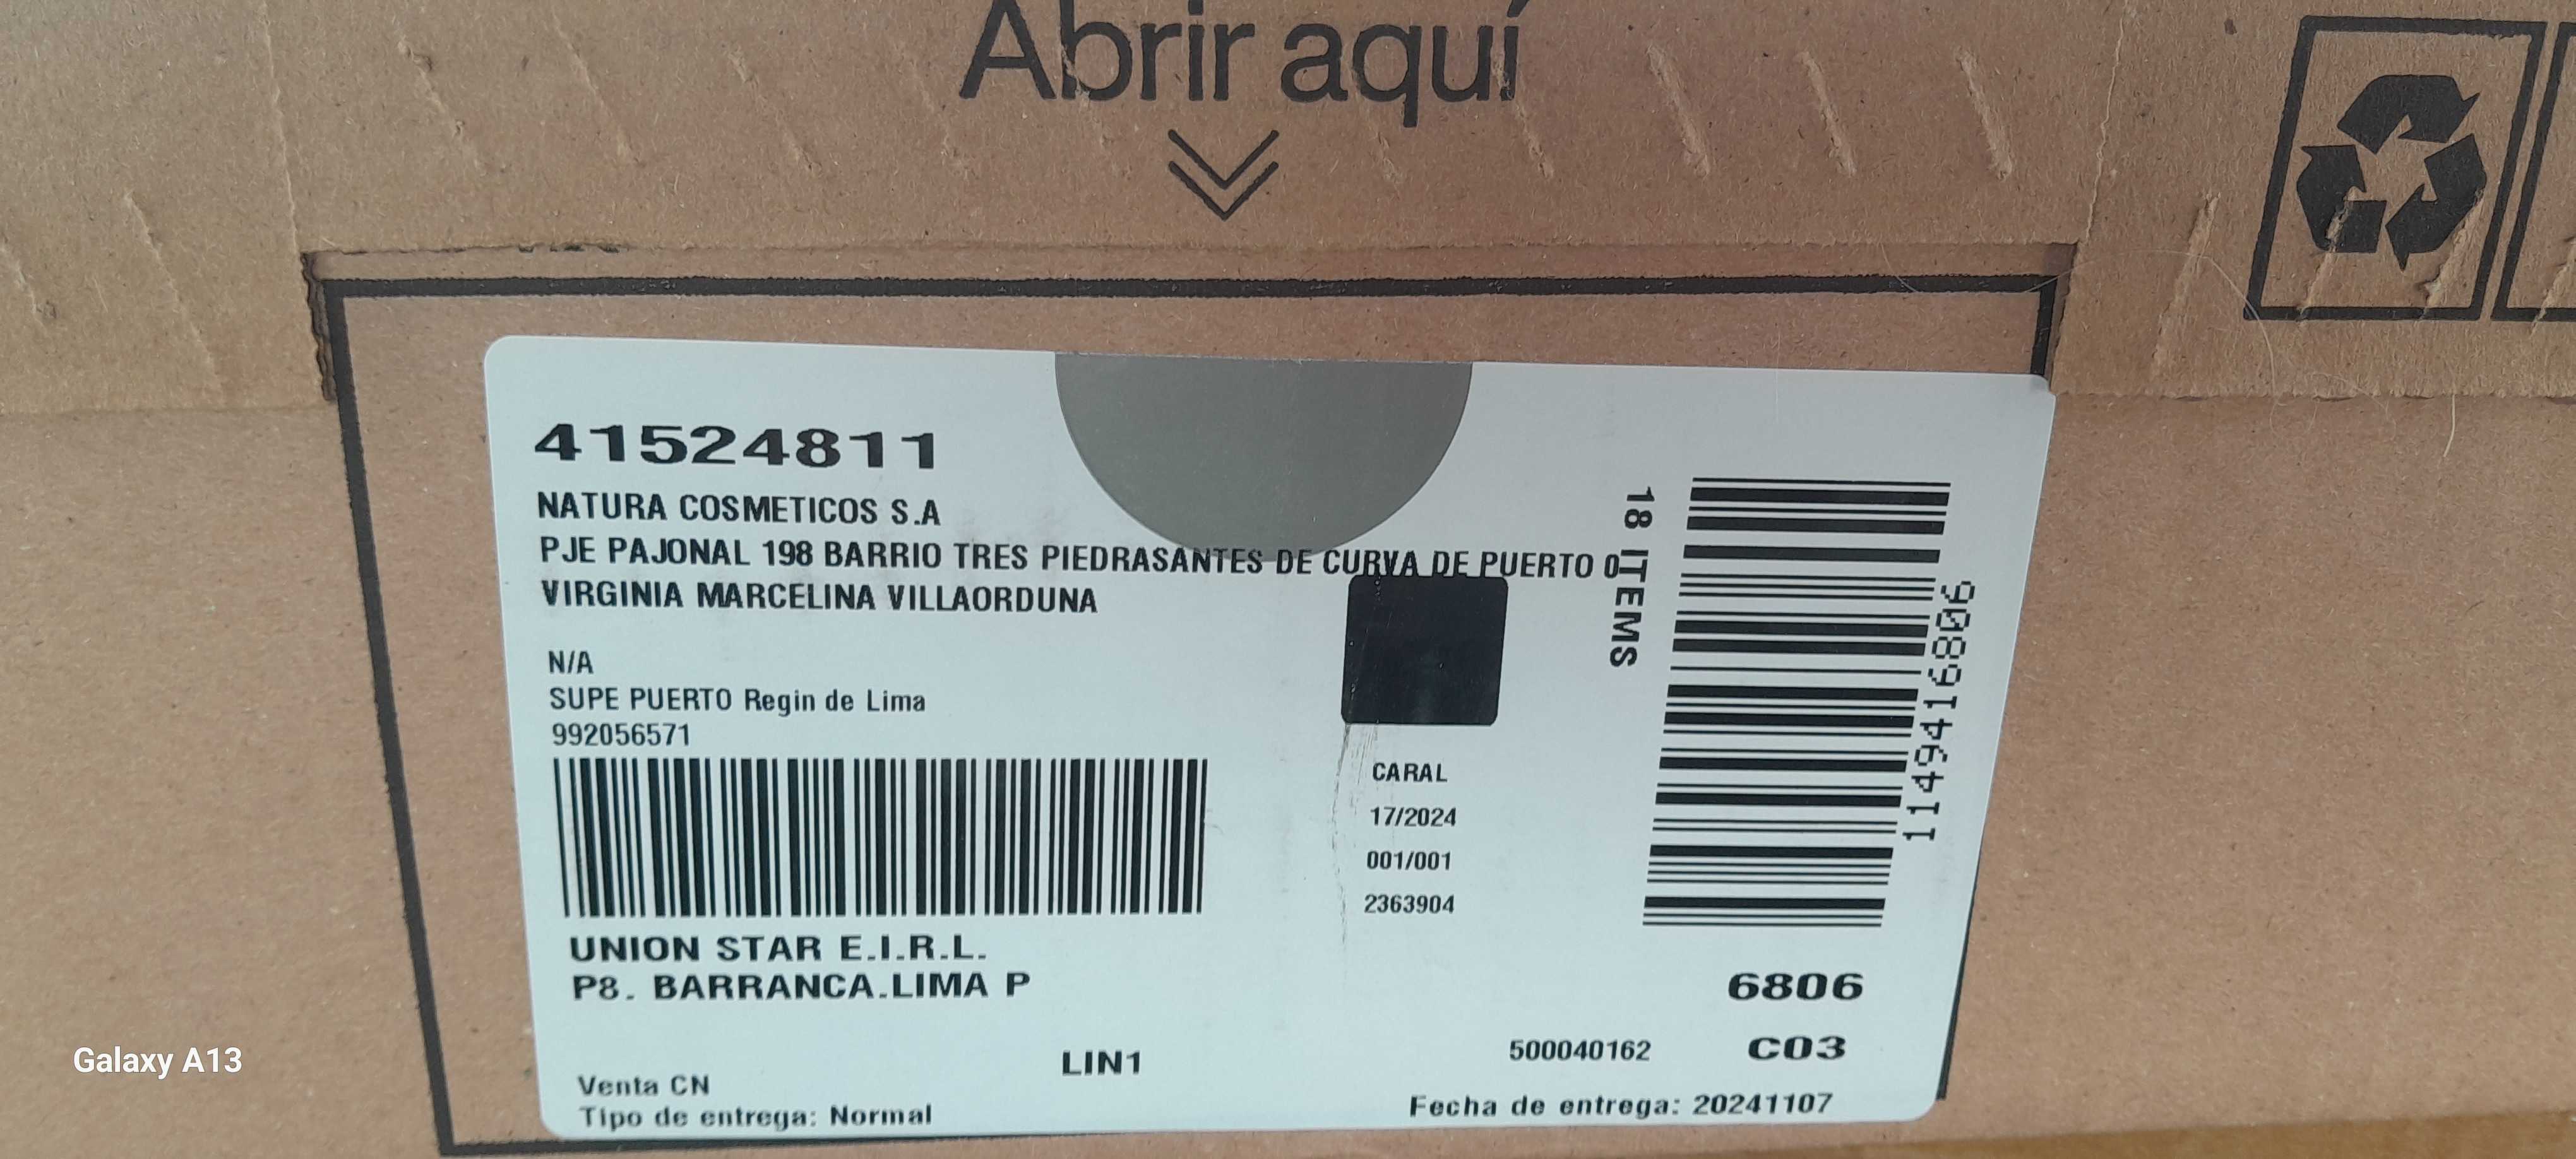 Abrir aquí
41524811
NATURA COSMETICOS S.A
PJE PAJONAL 198 BARRIO TRES PIEDRASANTES DE CURVA DE PUERTO 0
VIRGINIA MARCELINA VILLAORDUNA
18 ITEMS
N/A
SUPE PUERTO Regin de Lima
992056571
CARAL
17/2024
001/001
2363904
1149416806
UNION STAR E.I.R.L.
P8. BARRANCA.LIMA P
6806
LIN1
500040162
C03
Venta CN
Tipo de entrega: Normal
Fecha de entrega: 20241107
Galaxy A13